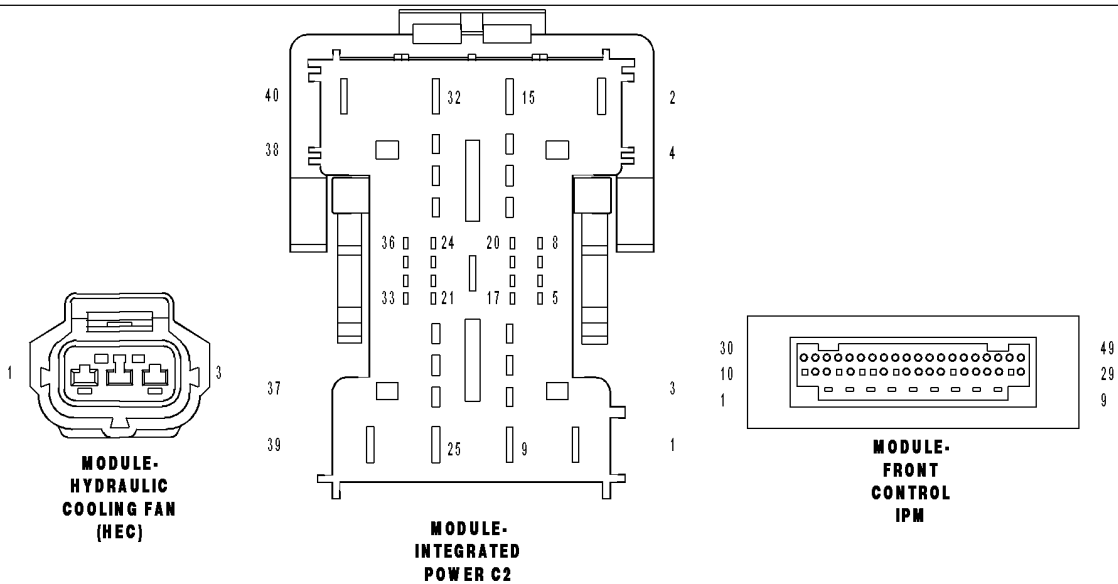 40 32 15 2
38 4
36 24 20 8
33 21 17 5
1 3
37 3
39 25 9 1
30 49
10 29
1 9
MODULE-
HYDRAULIC
COOLING FAN
(HEC)
MODULE-
INTEGRATED
POWER C2
MODULE-
FRONT
CONTROL
IPM